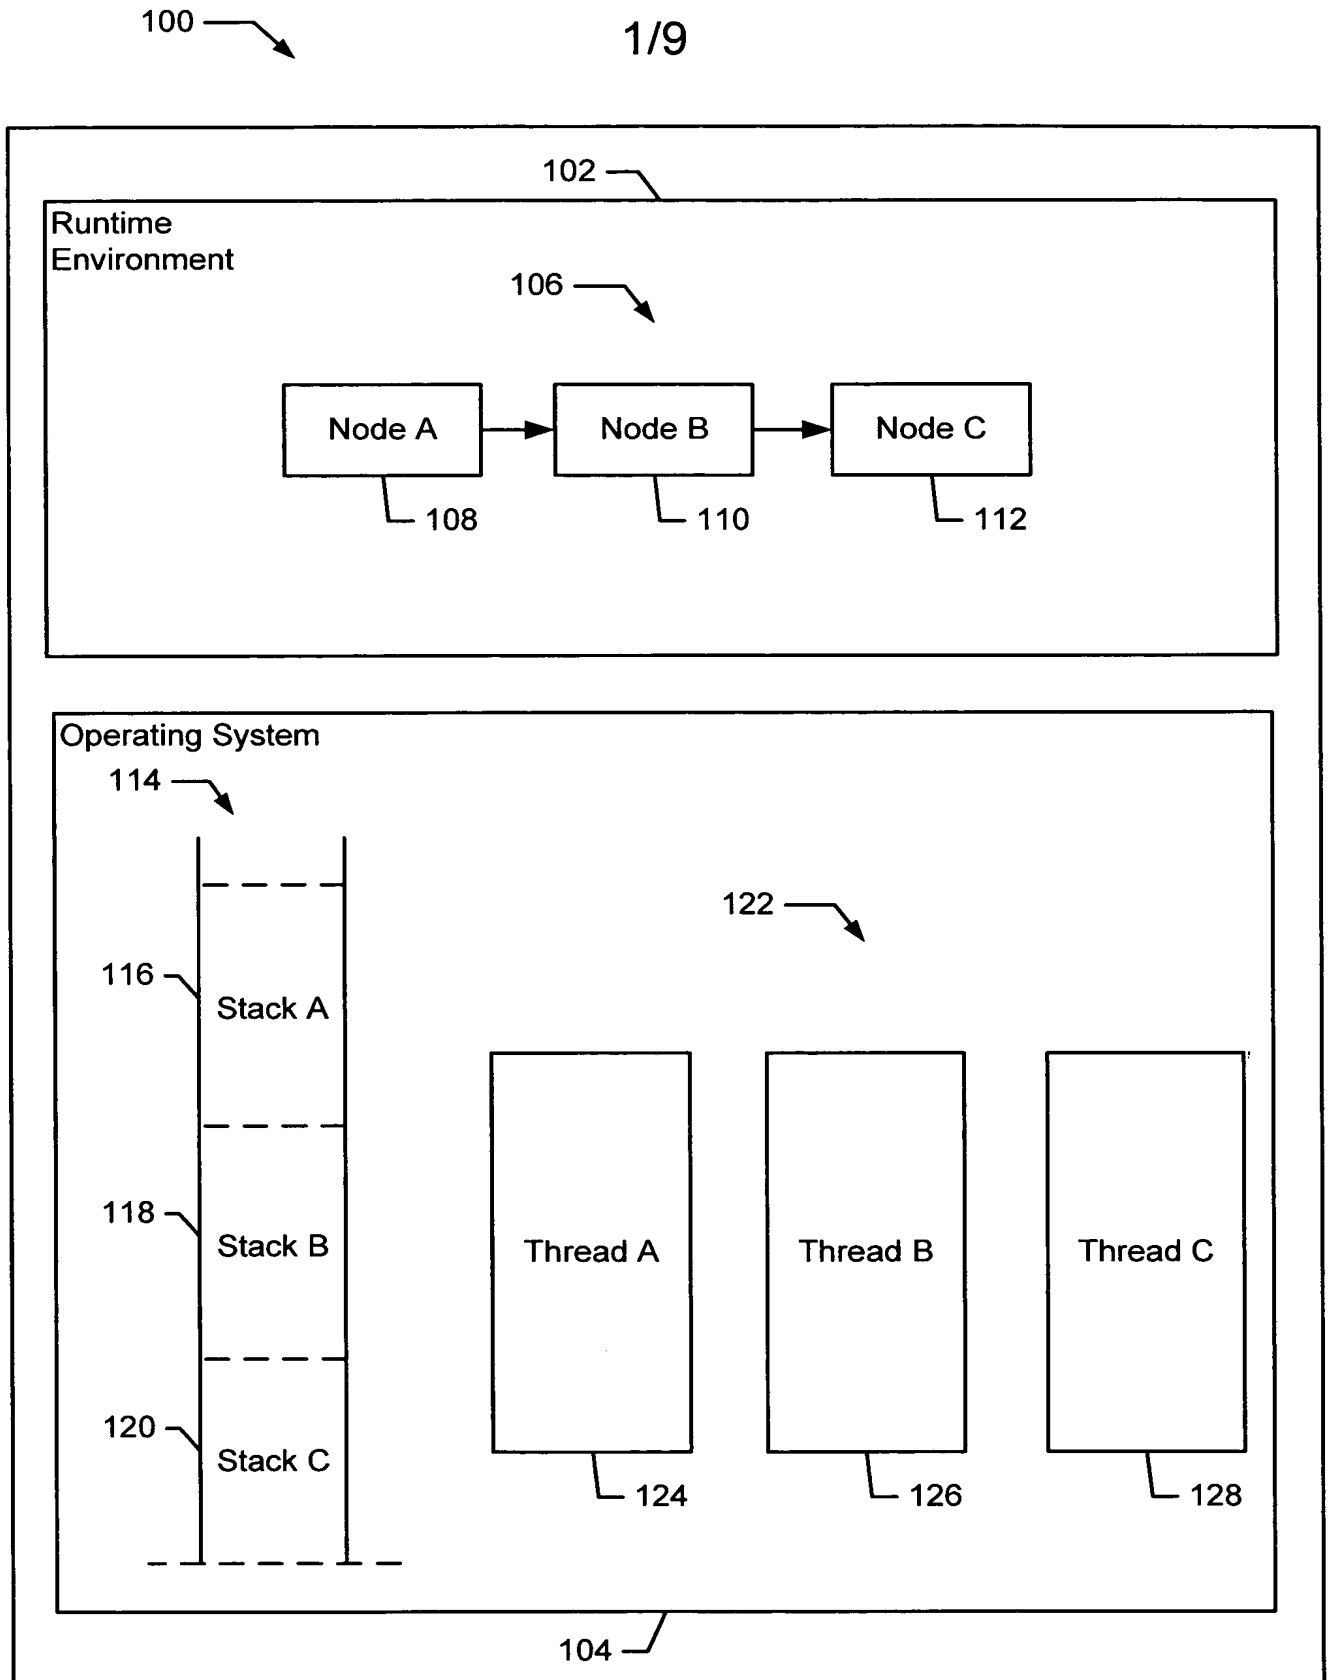 100
1/9
102
Runtime
Environment
106
Node A
Node B
Node C
108
110
112
Operating System
114
122
116
Stack A
118
Stack B
Thread A
Thread B
Thread C
120
Stack C
124
126
128
104